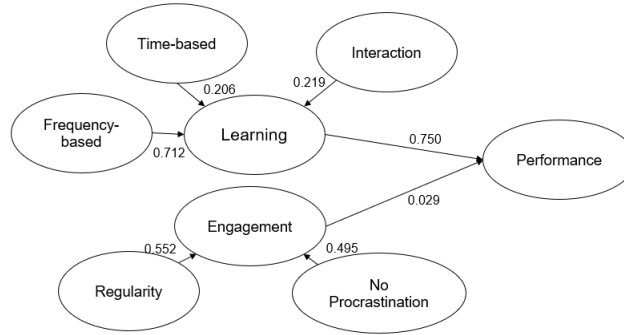 Time-based
Interaction
0.206
0.219
Frequency-
based
0.712
Learning
0.750
Performance
Engagement
0.029
0.552
0.495
Regularity
No
Procrastination